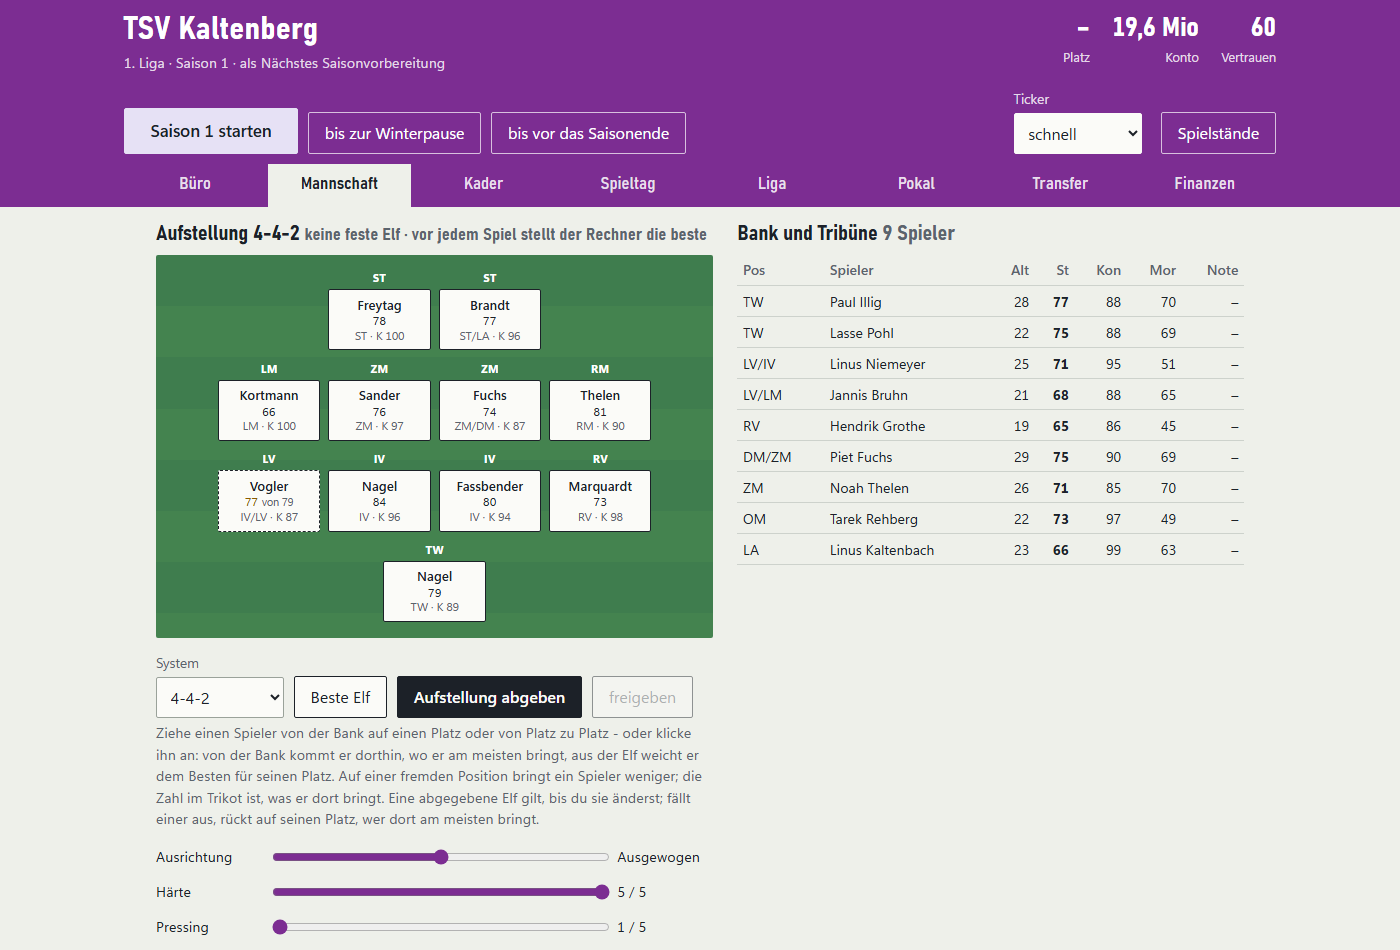 TSV Kaltenberg
1. Liga · Saison 1 · als Nächstes Saisonvorbereitung
– 19,6 Mio 60
Platz Konto Vertrauen
Saison 1 starten bis zur Winterpause bis vor das Saisonende
Ticker
schnell Spielstände
Büro Mannschaft Kader Spieltag Liga Pokal Transfer Finanzen
Aufstellung 4-4-2 keine feste Elf · vor jedem Spiel stellt der Rechner die beste
ST ST
Freytag Brandt
78 77
ST · K 100 ST/LA · K 96
LM ZM ZM RM
Kortmann Sander Fuchs Thelen
66 76 74 81
LM · K 100 ZM · K 97 ZM/DM · K 87 RM · K 90
LV IV IV RV
Vogler Nagel Fassbender Marquardt
77 von 79 84 80 73
IV/LV · K 87 IV · K 96 IV · K 94 RV · K 98
TW
Nagel
79
TW · K 89
System
4-4-2 Beste Elf Aufstellung abgeben freigeben
Ziehe einen Spieler von der Bank auf einen Platz oder von Platz zu Platz - oder klicke
ihn an: von der Bank kommt er dorthin, wo er am meisten bringt, aus der Elf weicht er
dem Besten für seinen Platz. Auf einer fremden Position bringt ein Spieler weniger; die
Zahl im Trikot ist, was er dort bringt. Eine abgegebene Elf gilt, bis du sie änderst; fällt
einer aus, rückt auf seinen Platz, wer dort am meisten bringt.
Ausrichtung Ausgewogen
Härte 5 / 5
Pressing 1 / 5
Bank und Tribüne 9 Spieler
Pos Spieler Alt St Kon Mor Note
TW Paul Illig 28 77 88 70 –
TW Lasse Pohl 22 75 88 69 –
LV/IV Linus Niemeyer 25 71 95 51 –
LV/LM Jannis Bruhn 21 68 88 65 –
RV Hendrik Grothe 19 65 86 45 –
DM/ZM Piet Fuchs 29 75 90 69 –
ZM Noah Thelen 26 71 85 70 –
OM Tarek Rehberg 22 73 97 49 –
LA Linus Kaltenbach 23 66 99 63 –